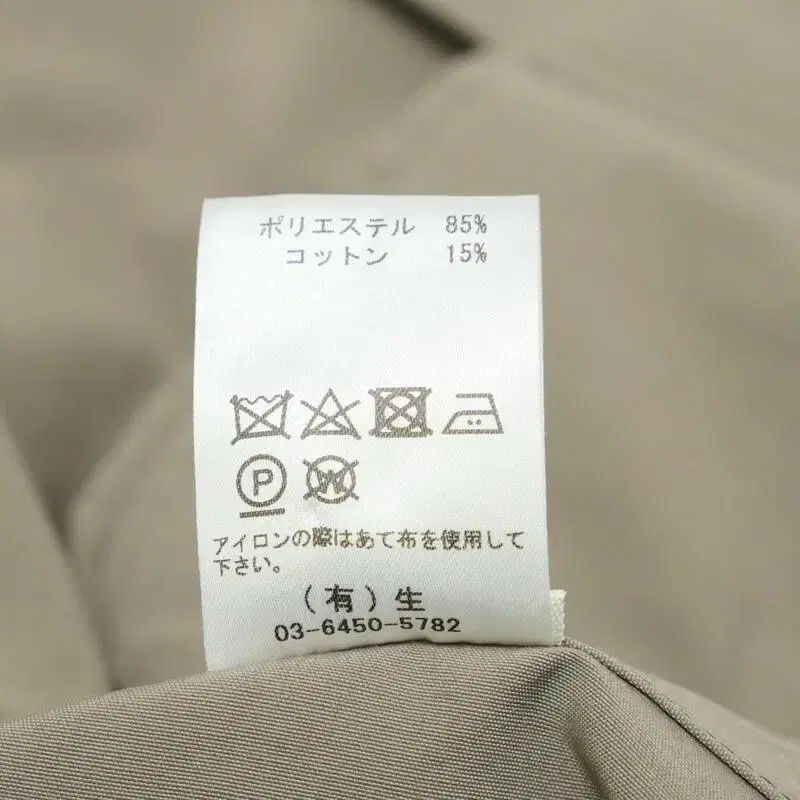 ポリエステル 85%
コットン 15%
P
W
アイロンの際はあて布を使用して
下さい。
（有）生
03-6450-5782